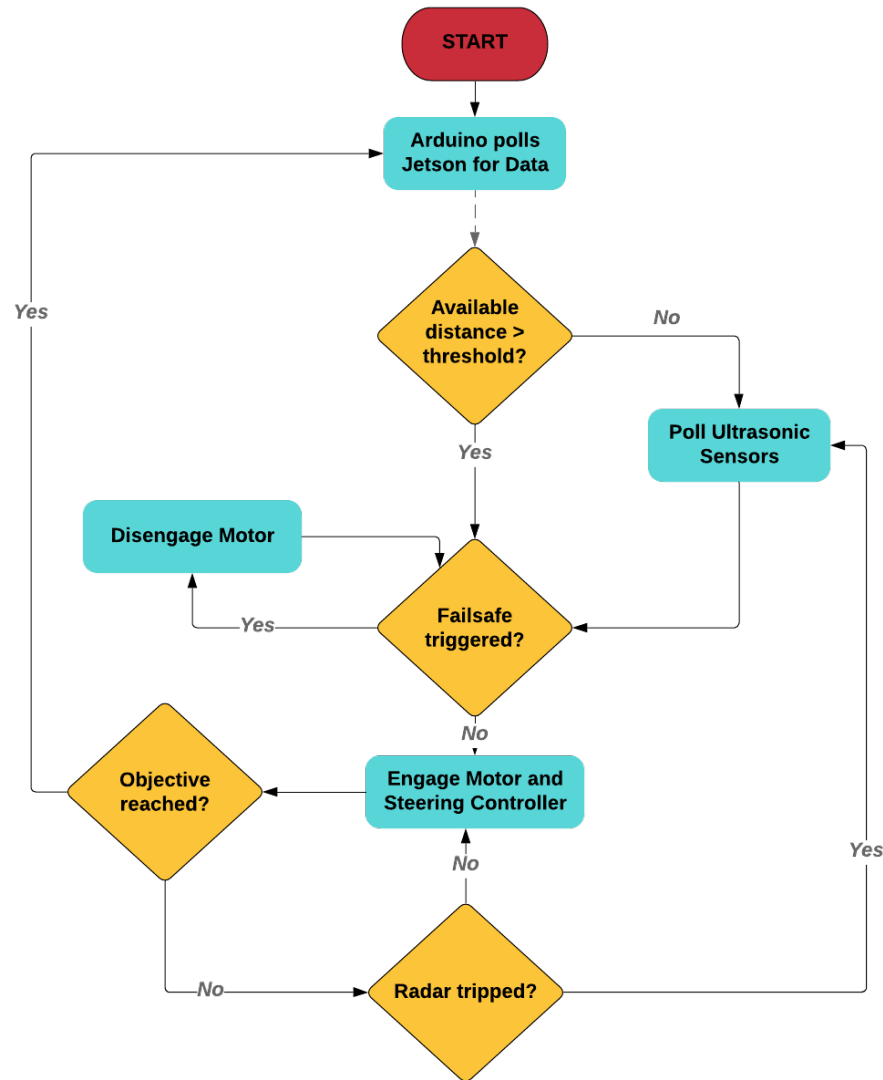 START
Arduino polls
Jetson for Data
Available
distance >
threshold?
No
Yes
Yes
Poll Ultrasonic
Sensors
Disengage Motor
Failsafe
triggered?
Yes
No
Objective
reached?
Engage Motor and
Steering Controller
No
Yes
Radar tripped?
No